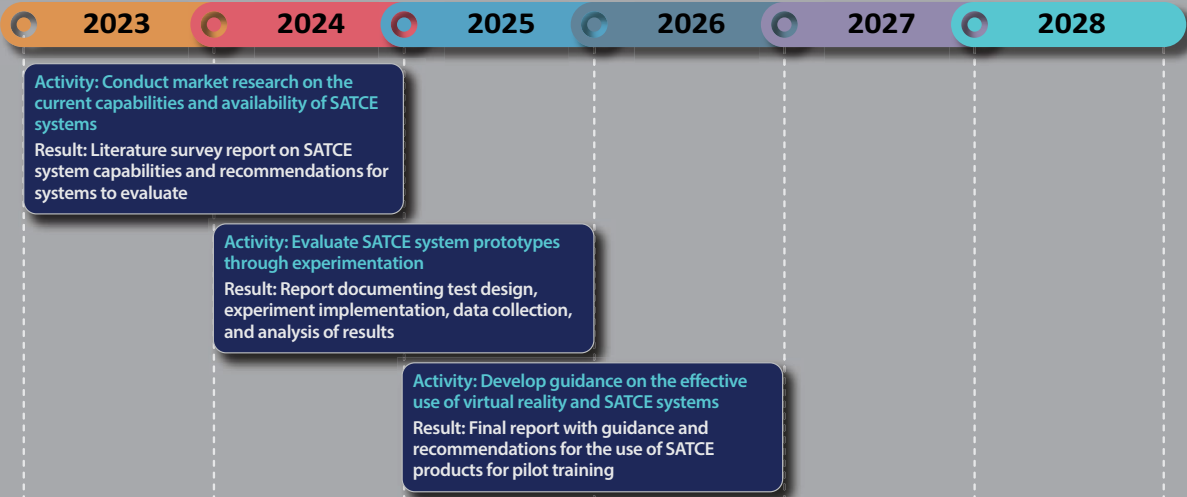 2023 2024 2025 2026 2027 2028
Activity: Conduct market research on the
current capabilities and availability of SATCE
systems
Result: Literature survey report on SATCE
system capabilities and recommendations for
systems to evaluate
Activity: Evaluate SATCE system prototypes
through experimentation
Result: Report documenting test design,
experiment implementation, data collection,
and analysis of results
Activity: Develop guidance on the effective
use of virtual reality and SATCE systems
Result: Final report with guidance and
recommendations for the use of SATCE
products for pilot training